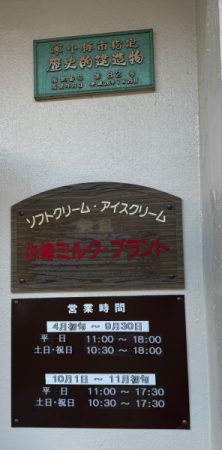 小樽市指定
歴史的建造物
第 82 号
ソフトクリーム・アイスクリーム
小樽ミルク・プラント
営業時間
4月初旬 ～ 9月30日
平 日 11:00 ～ 18:00
土日・祝日 10:30 ～ 18:00
10月1日 ～ 11月初旬
平 日 11:00 ～ 17:30
土日・祝日 10:30 ～ 17:30